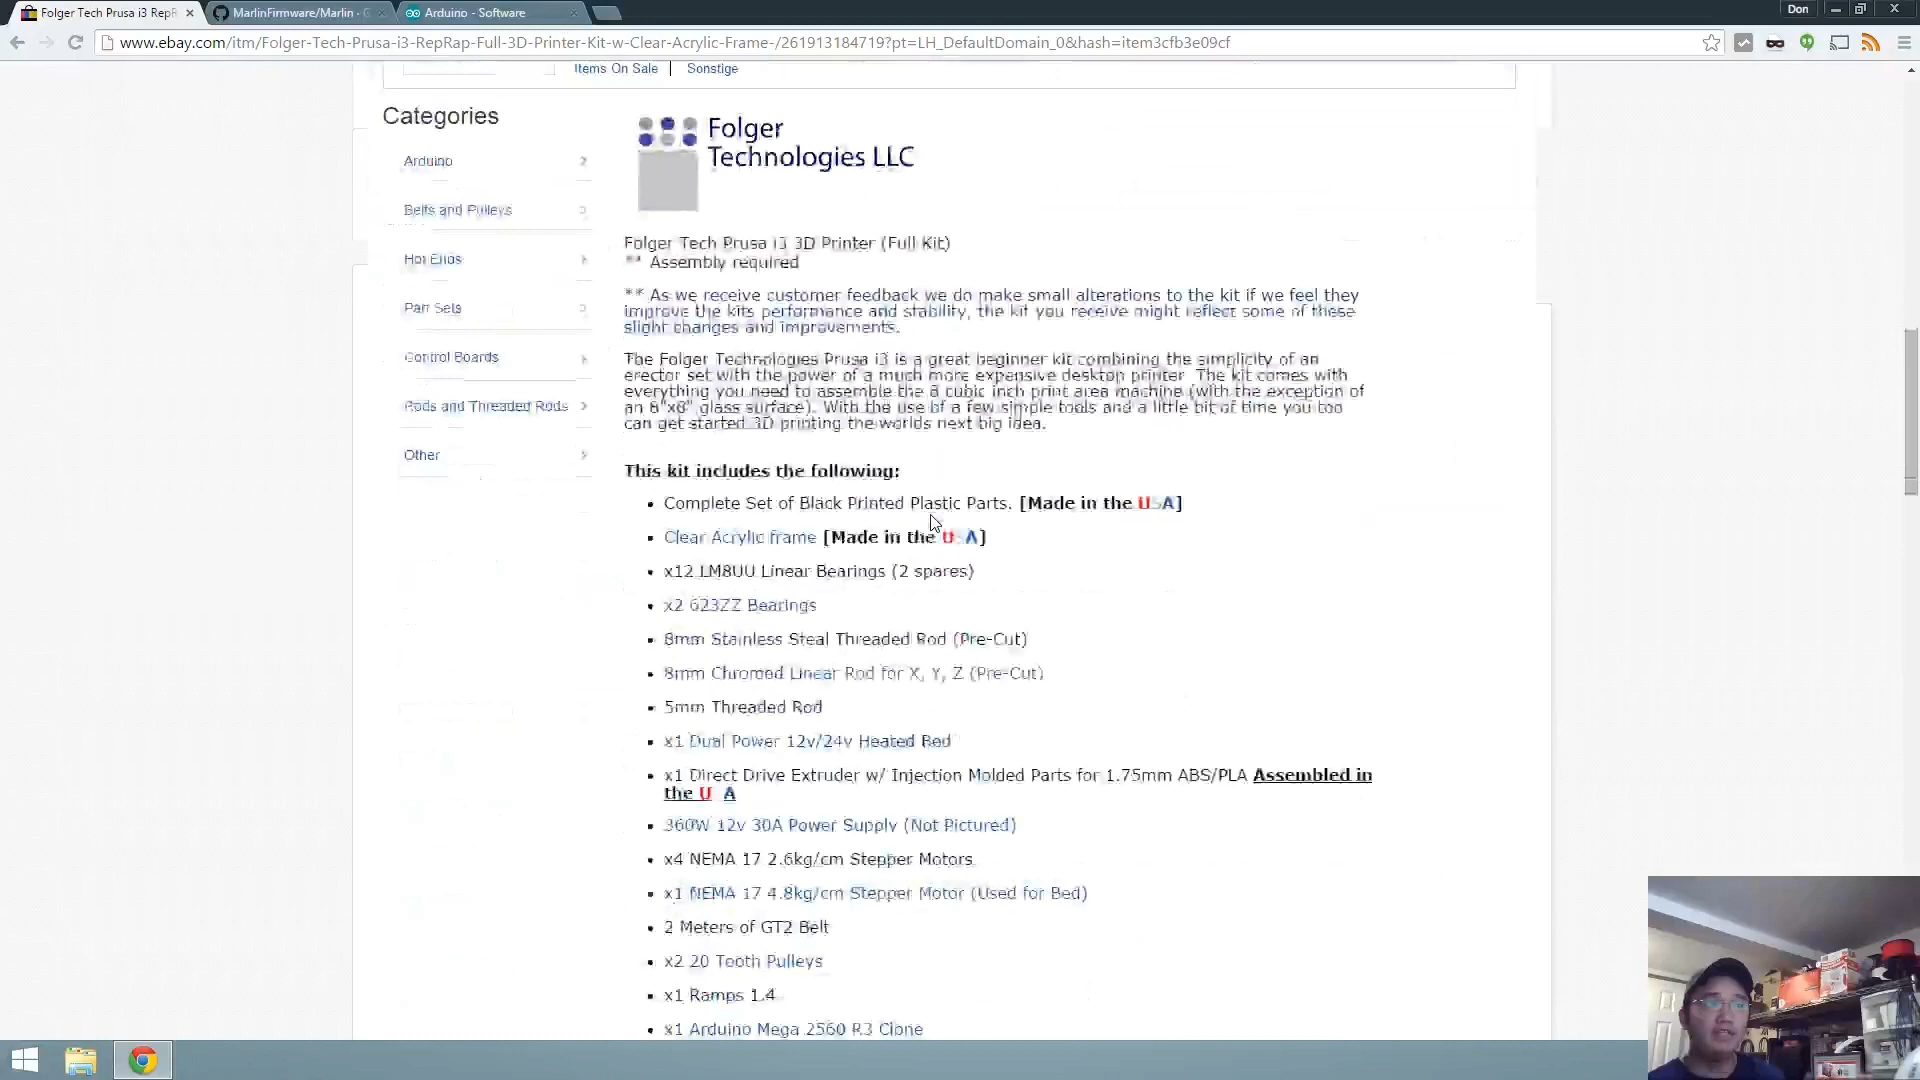 Folger Tech Prusa i3 RepR
MarlinFirmware/Marlin · G
Arduino - Software
Don
www.ebay.com/itm/Folger-Tech-Prusa-i3-RepRap-Full-3D-Printer-Kit-w-Clear-Acrylic-Frame-/261913184719?pt=LH_DefaultDomain_0&hash=item3cfb3e09cf
Items On Sale
Sonstige
Categories
Arduino
Belts and Pulleys
Hot Ends
Part Sets
Control Boards
Rods and Threaded Rods
Other
Folger
Technologies LLC
Folger Tech Prusa i3 3D Printer (Full Kit)
** Assembly required
** As we receive customer feedback we do make small alterations to the kit if we feel they
improve the kits performance and stability, the kit you receive might reflect some of these
slight changes and improvements.
The Folger Technologies Prusa i3 is a great beginner kit combining the simplicity of an
erector set with the power of a much more expensive desktop printer. The kit comes with
everything you need to assemble the 8 cubic inch print area machine (with the exception of
an 8"x8" glass surface). With the use of a few simple tools and a little bit of time you too
can get started 3D printing the worlds next big idea.
This kit includes the following:
Complete Set of Black Printed Plastic Parts. [Made in the USA]
Clear Acrylic frame [Made in the USA]
x12 LM8UU Linear Bearings (2 spares)
x2 623ZZ Bearings
8mm Stainless Steal Threaded Rod (Pre-Cut)
8mm Chromed Linear Rod for X, Y, Z (Pre-Cut)
5mm Threaded Rod
x1 Dual Power 12v/24v Heated Bed
x1 Direct Drive Extruder w/ Injection Molded Parts for 1.75mm ABS/PLA Assembled in
the USA
360W 12v 30A Power Supply (Not Pictured)
x4 NEMA 17 2.6kg/cm Stepper Motors
x1 NEMA 17 4.8kg/cm Stepper Motor (Used for Bed)
2 Meters of GT2 Belt
x2 20 Tooth Pulleys
x1 Ramps 1.4
x1 Arduino Mega 2560 R3 Clone